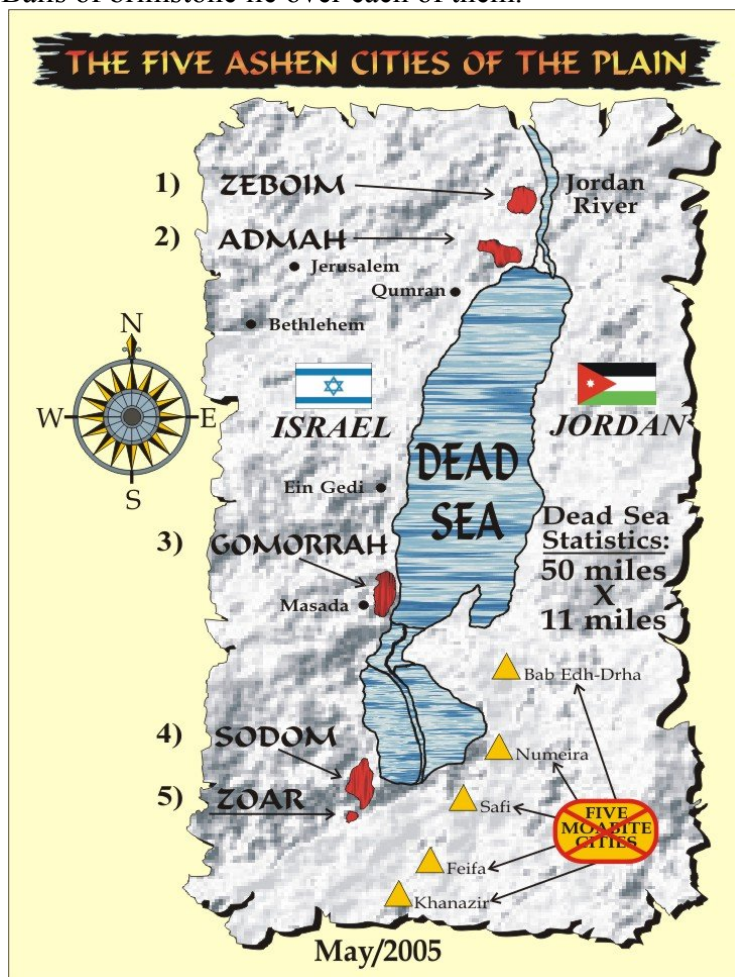 Balls of brimstone lie over each of them.
THE FIVE ASHEN CITIES OF THE PLAIN
1) ZEBOIM
Jordan
River
2) ADMAH
Jerusalem
Qumran
Bethlehem
N
W E
S
ISRAEL
JORDAN
DEAD
SEA
Ein Gedi
Dead Sea
Statistics:
50 miles
X
11 miles
3) GOMORRAH
Masada
Bab Edh-Drha
4) SODOM
Numeira
5) ZOAR
Safi
FIVE
MOABITE
CITIES
Feifa
Khanazir
May/2005